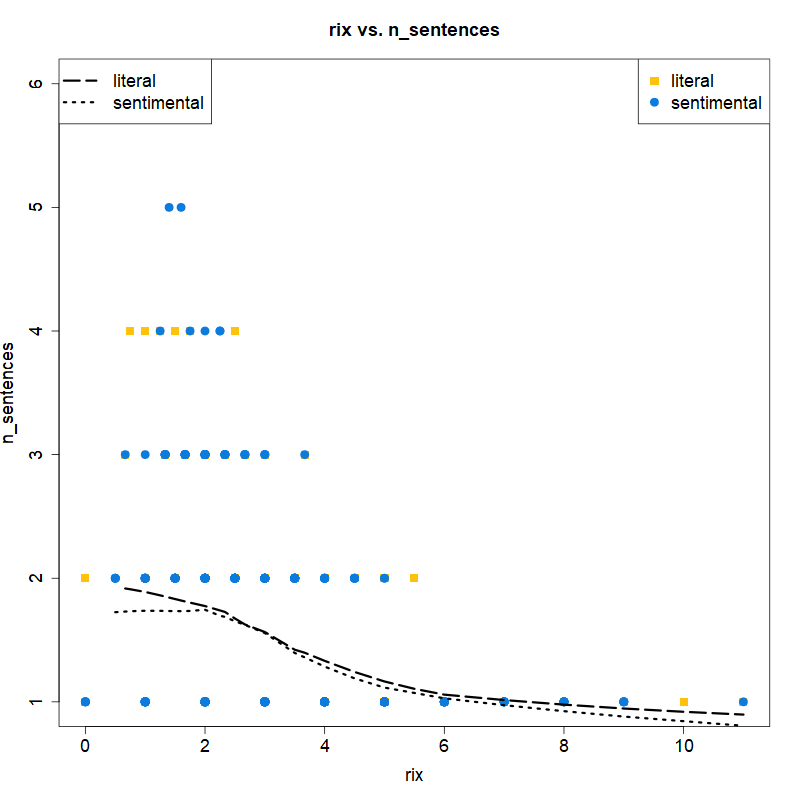 rix vs. n_sentences
literal
sentimental
literal
sentimental
6
5
4
3
2
1
n_sentences
0 2 4 6 8 10
rix